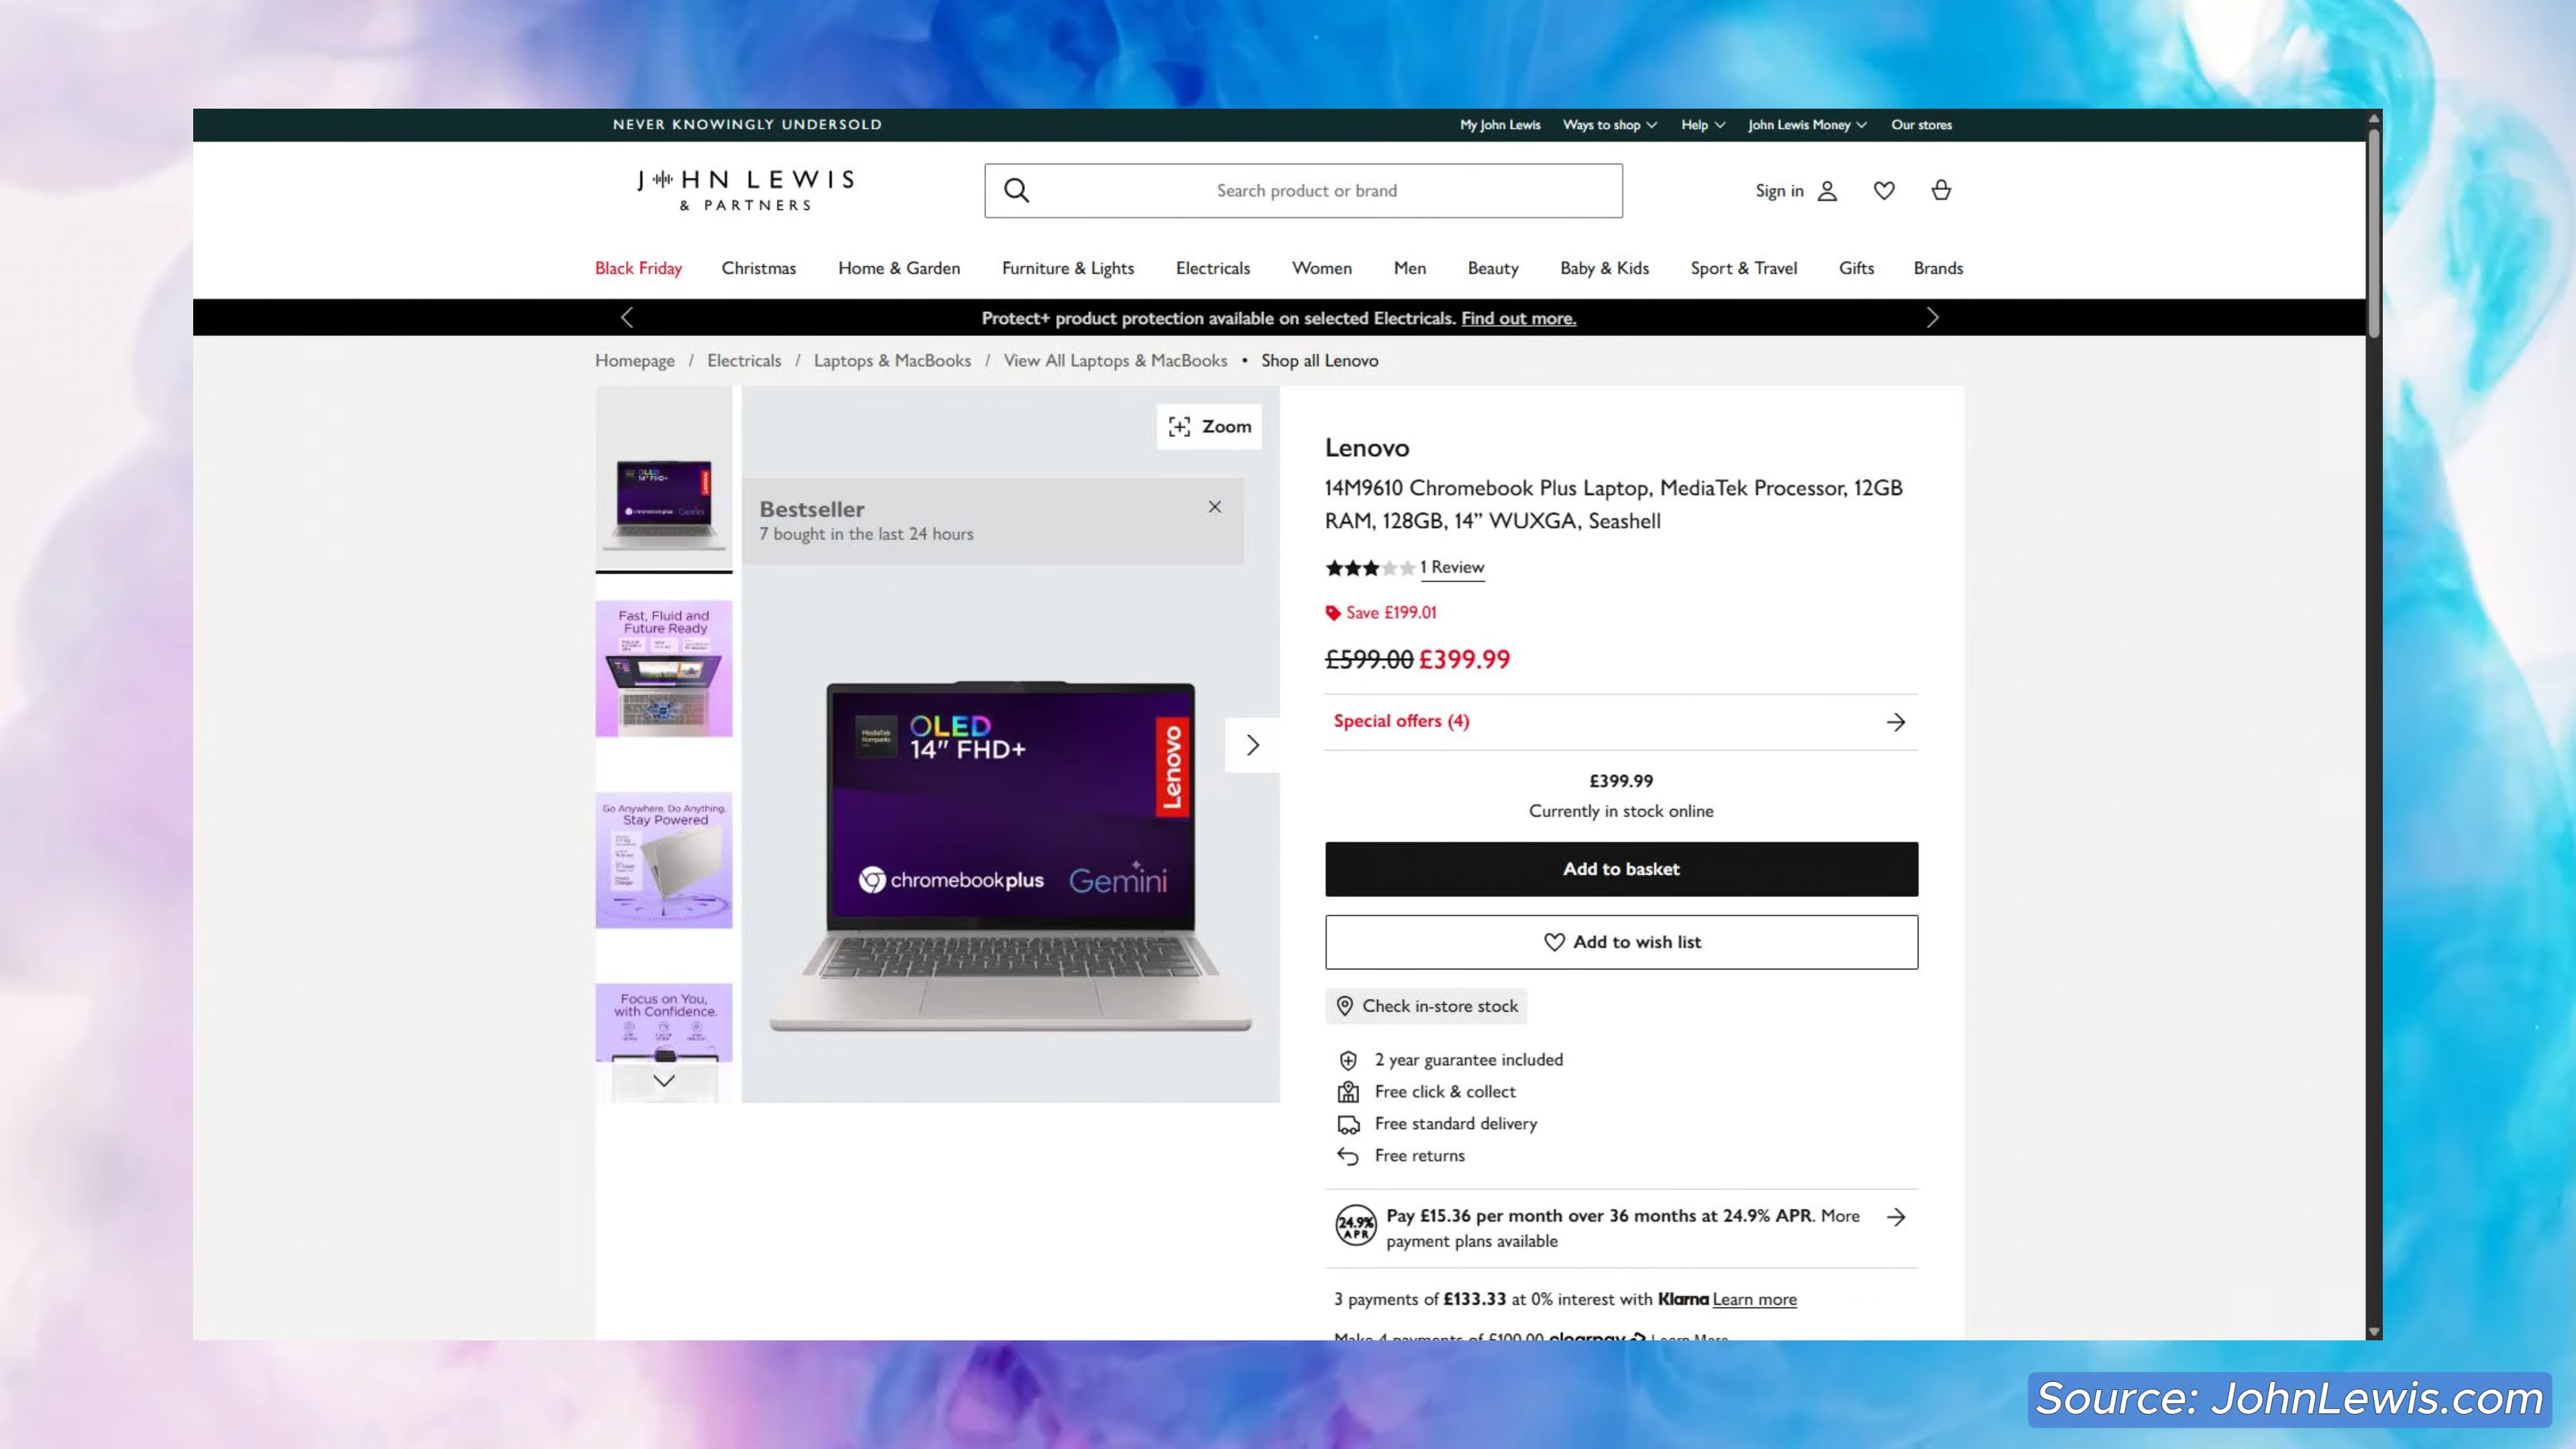 NEVER KNOWINGLY UNDERSOLD
My John Lewis Ways to shop Help John Lewis Money Our stores
JOHN LEWIS
& PARTNERS
Search product or brand
Sign in
Black Friday Christmas Home & Garden Furniture & Lights Electricals Women Men Beauty Baby & Kids Sport & Travel Gifts Brands
Protect+ product protection available on selected Electricals. Find out more.
Homepage / Electricals / Laptops & MacBooks / View All Laptops & MacBooks • Shop all Lenovo
OLED
14" FHD+
Lenovo
chromebookplus Gemini
Fast, Fluid and
Future Ready
Go Anywhere. Do Anything.
Stay Powered
Focus on You,
with Confidence.
Zoom
Bestseller
7 bought in the last 24 hours
MediaTek
Kompanio
OLED
14" FHD+
Lenovo
chromebookplus Gemini
Lenovo
14M9610 Chromebook Plus Laptop, MediaTek Processor, 12GB
RAM, 128GB, 14” WUXGA, Seashell
1 Review
Save £199.01
£599.00 £399.99
Special offers (4)
£399.99
Currently in stock online
Add to basket
Add to wish list
Check in-store stock
2 year guarantee included
Free click & collect
Free standard delivery
Free returns
24.9%
APR
Pay £15.36 per month over 36 months at 24.9% APR. More
payment plans available
3 payments of £133.33 at 0% interest with Klarna Learn more
Make 4 payments of £100.00 clearpay Learn More
Source: JohnLewis.com